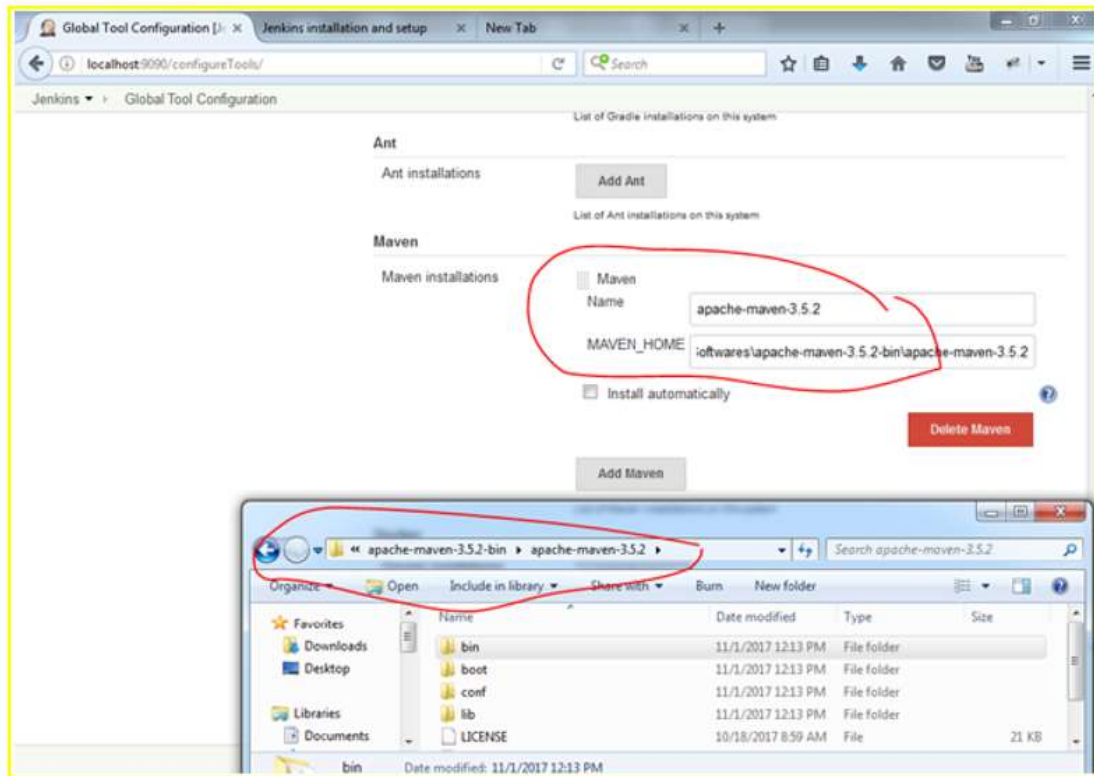 Global Tool Configuration [J
Jenkins installation and setup
New Tab
localhost:9090/configureTools/
Search
Jenkins
Global Tool Configuration
List of Gradle installations on this system
Ant
Ant installations
Add Ant
List of Ant installations on this system
Maven
Maven installations
Maven
Name
apache-maven-3.5.2
MAVEN_HOME
oftwares\apache-maven-3.5.2-bin\apache-maven-3.5.2
Install automatically
Delete Maven
Add Maven
« apache-maven-3.5.2-bin ▸ apache-maven-3.5.2 ▸
Search apache-maven-3.5.2
Organize Open Include in library Share with Burn New folder
Name Date modified Type Size
Favorites
Downloads
Desktop
Libraries
Documents
bin 11/1/2017 12:13 PM File folder
boot 11/1/2017 12:13 PM File folder
conf 11/1/2017 12:13 PM File folder
lib 11/1/2017 12:13 PM File folder
LICENSE 10/18/2017 8:59 AM File 21 KB
bin Date modified: 11/1/2017 12:13 PM